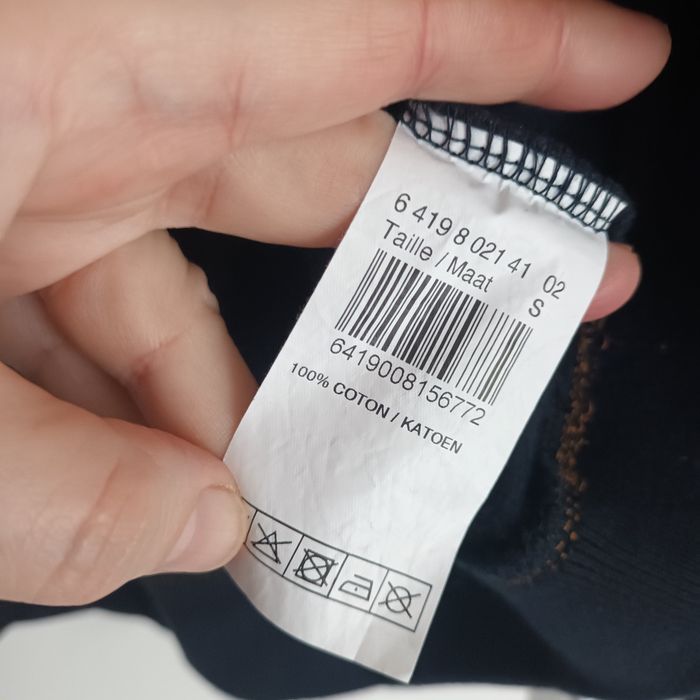 6 419 8 021 41 02
Taille / Maat S
6419008156772
100% COTON / KATOEN